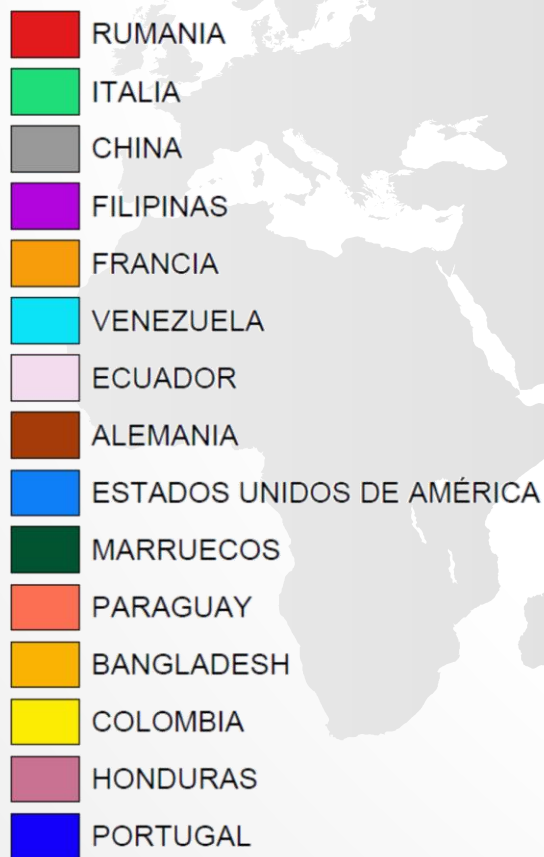 RUMANIA
ITALIA
CHINA
FILIPINAS
FRANCIA
VENEZUELA
ECUADOR
ALEMANIA
ESTADOS UNIDOS DE AMÉRICA
MARRUECOS
PARAGUAY
BANGLADESH
COLOMBIA
HONDURAS
PORTUGAL